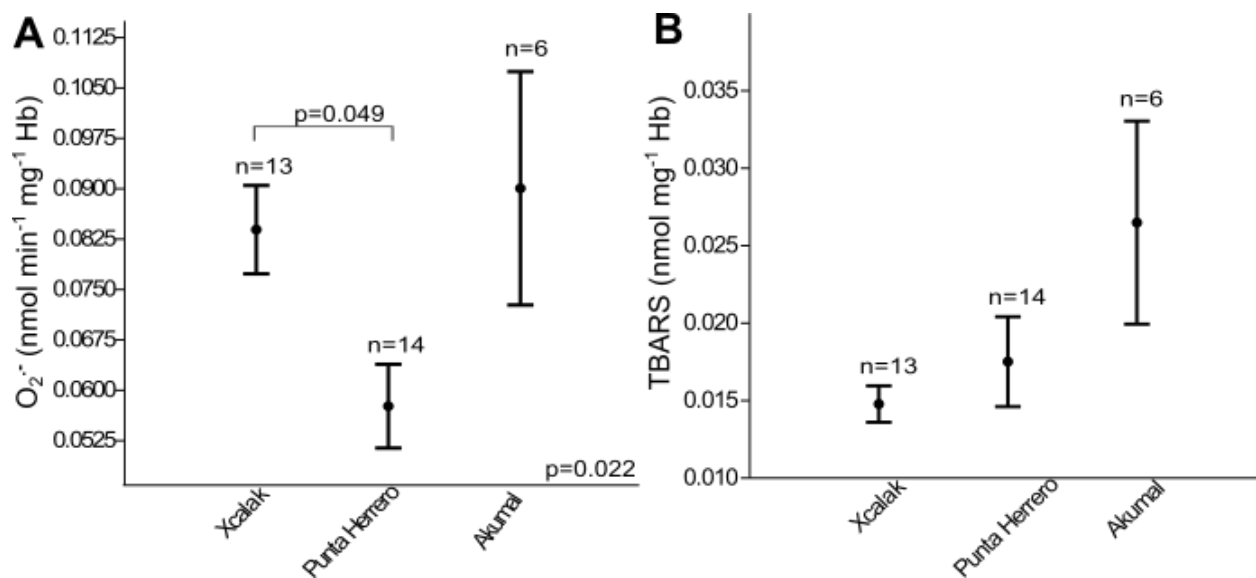 A
O₂·- (nmol min⁻¹ mg⁻¹ Hb)
0.1125
0.1050
0.0975
0.0900
0.0825
0.0750
0.0675
0.0600
0.0525
n=13
p=0.049
n=14
n=6
p=0.022
Xcalak
Punta Herrero
Akumal
B
TBARS (nmol mg⁻¹ Hb)
0.035
0.030
0.025
0.020
0.015
0.010
n=13
n=14
n=6
Xcalak
Punta Herrero
Akumal